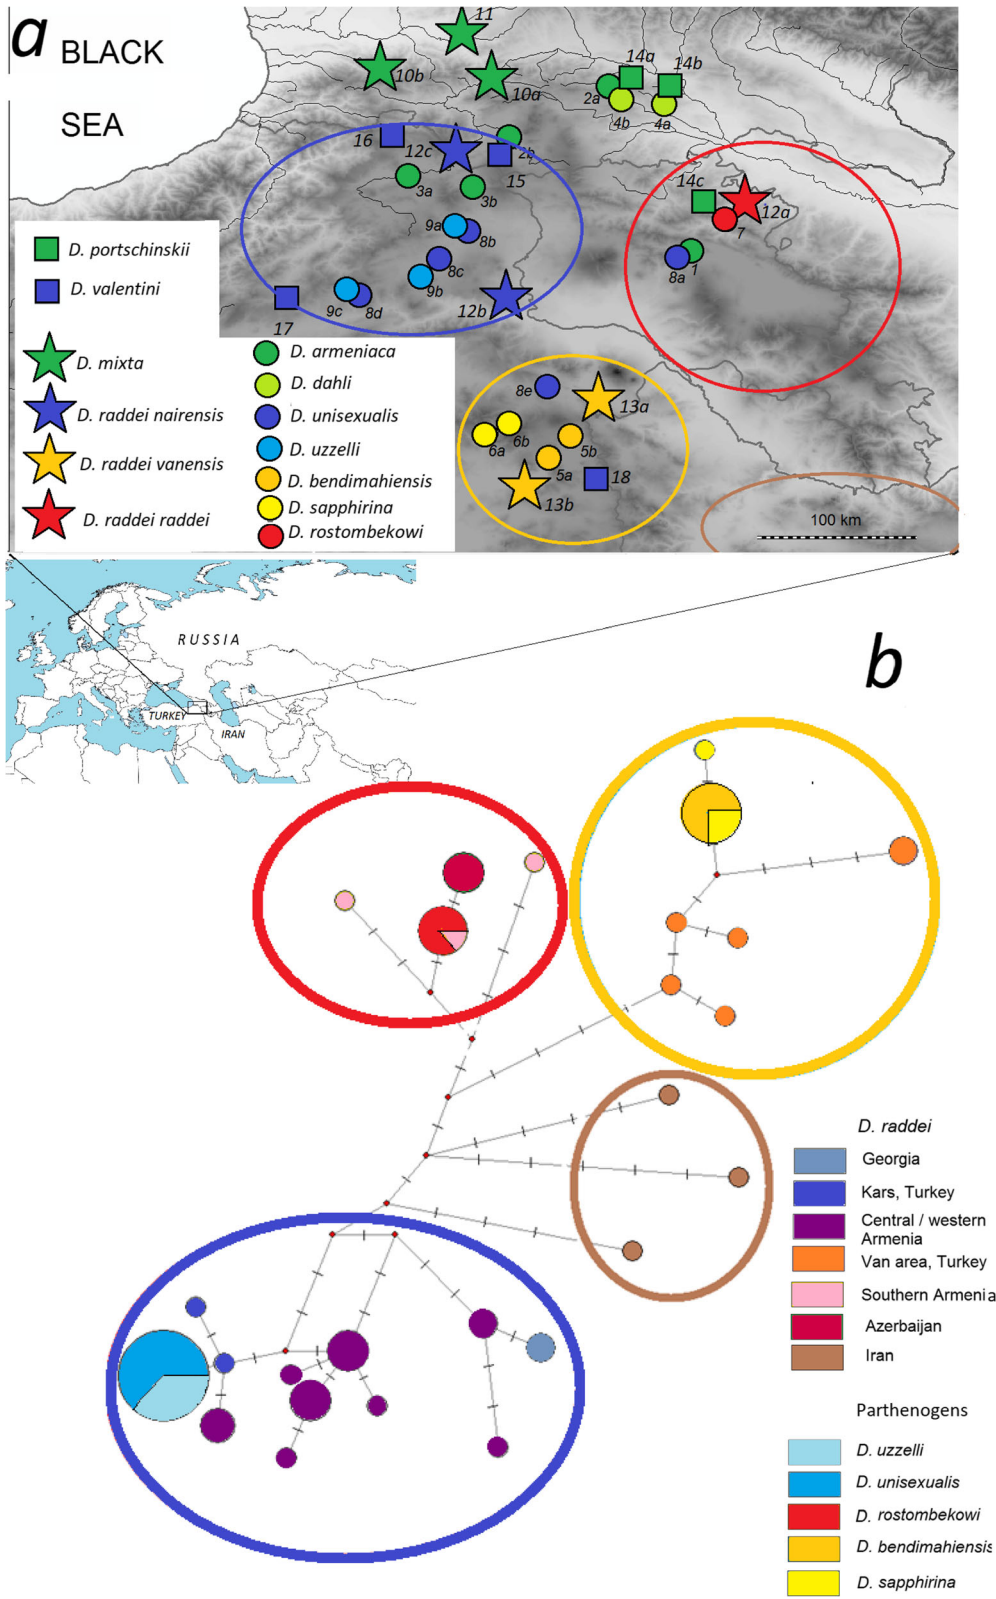 a
BLACK
SEA
11
10b
10a
14a
14b
2a
4b
4a
16
12c
2b
15
3a
3b
14c
12a
7
9a
8b
8a
1
8c
9b
9c
8d
12b
17
D. portschinskii
D. valentini
D. mixta
D. raddei nairensis
D. raddei vanensis
D. raddei raddei
D. armeniaca
D. dahli
D. unisexualis
D. uzzelli
D. bendimahiensis
D. sapphirina
D. rostombekowi
8e
13a
6b
6a
5b
5a
18
13b
100 km
RUSSIA
TURKEY
IRAN
b
D. raddei
Georgia
Kars, Turkey
Central / western
Armenia
Van area, Turkey
Southern Armenia
Azerbaijan
Iran
Parthenogens
D. uzzelli
D. unisexualis
D. rostombekowi
D. bendimahiensis
D. sapphirina